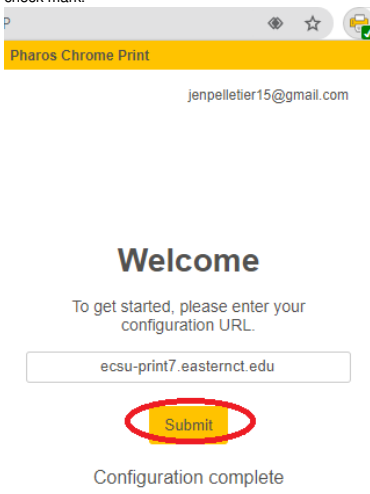 check mark.
P
Pharos Chrome Print
jenpelletier15@gmail.com
Welcome
To get started, please enter your
configuration URL.
ecsu-print7.easternct.edu
Submit
Configuration complete